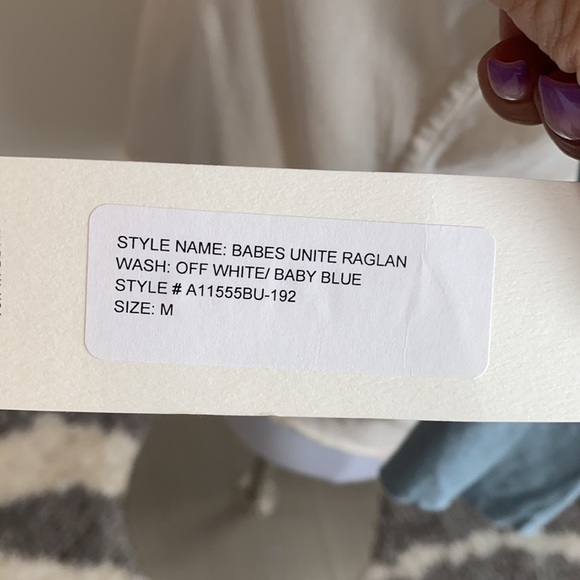 STYLE NAME: BABES UNITE RAGLAN
WASH: OFF WHITE/ BABY BLUE
STYLE # A11555BU-192
SIZE: M